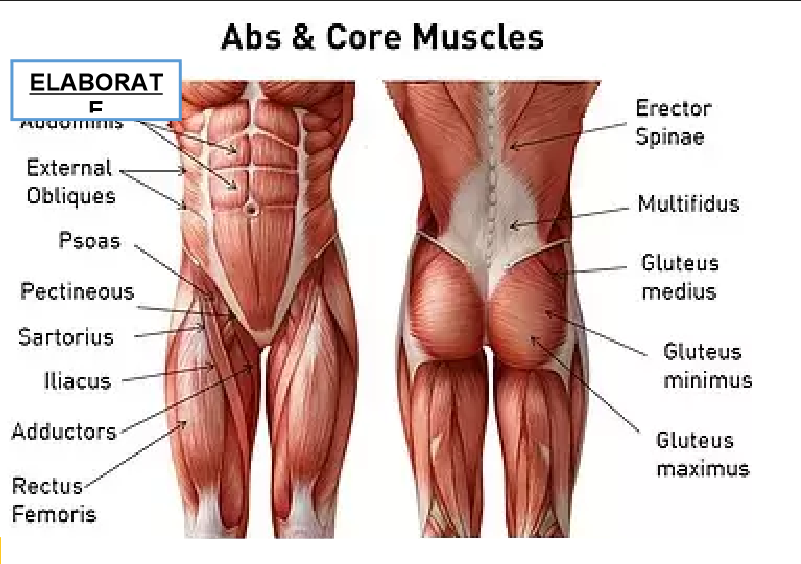 Abs & Core Muscles
ELABORAT
E
Abdominis
External
Obliques
Psoas
Pectineous
Sartorius
Iliacus
Adductors
Rectus
Femoris
Erector
Spinae
Multifidus
Gluteus
medius
Gluteus
minimus
Gluteus
maximus